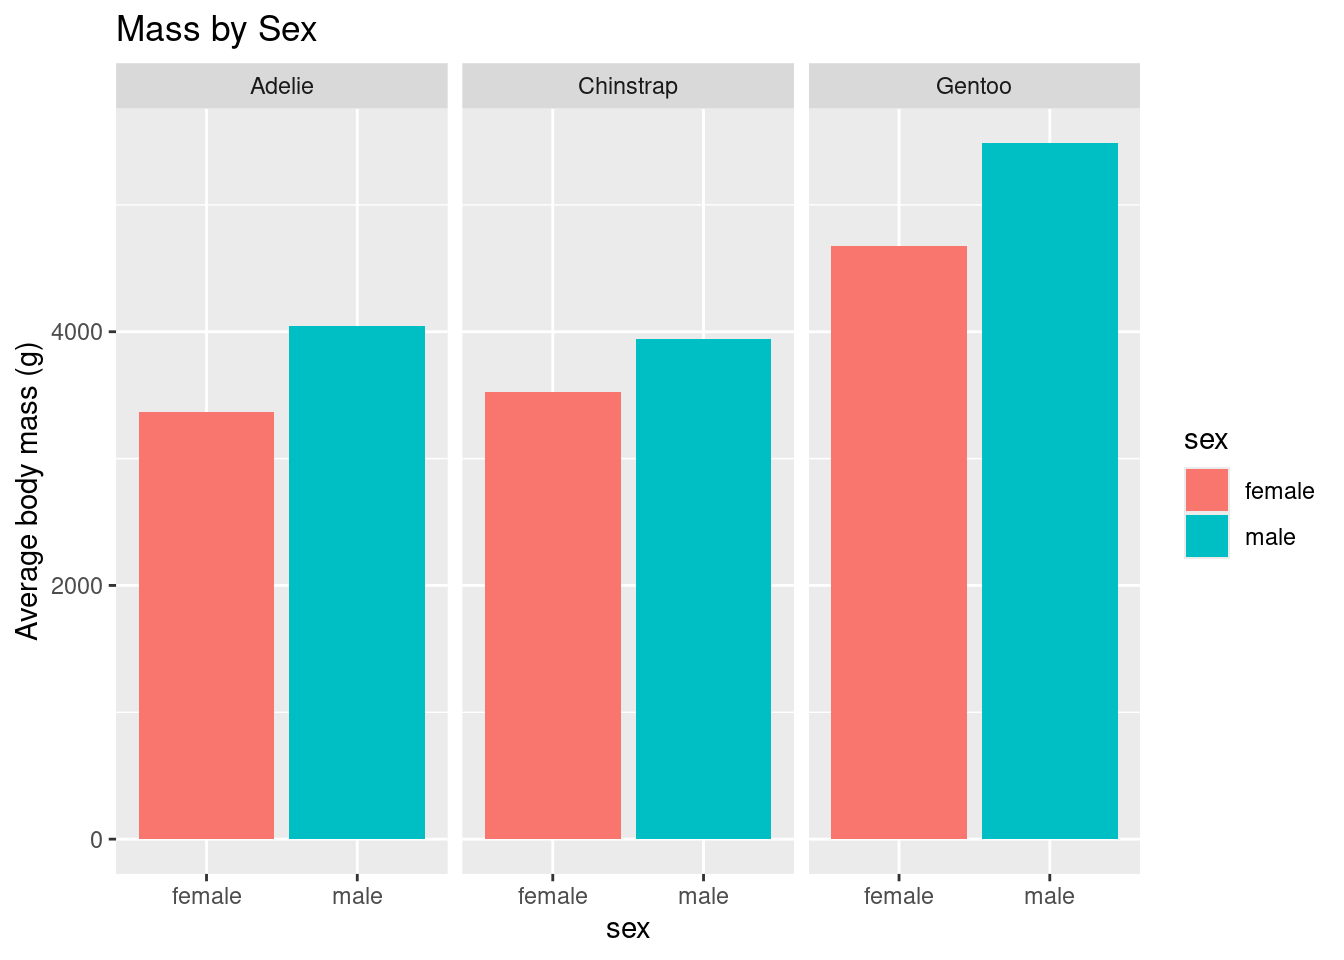 Mass by Sex
Adelie
Chinstrap
Gentoo
Average body mass (g)
4000
2000
0
female
male
female
male
female
male
sex
sex
female
male